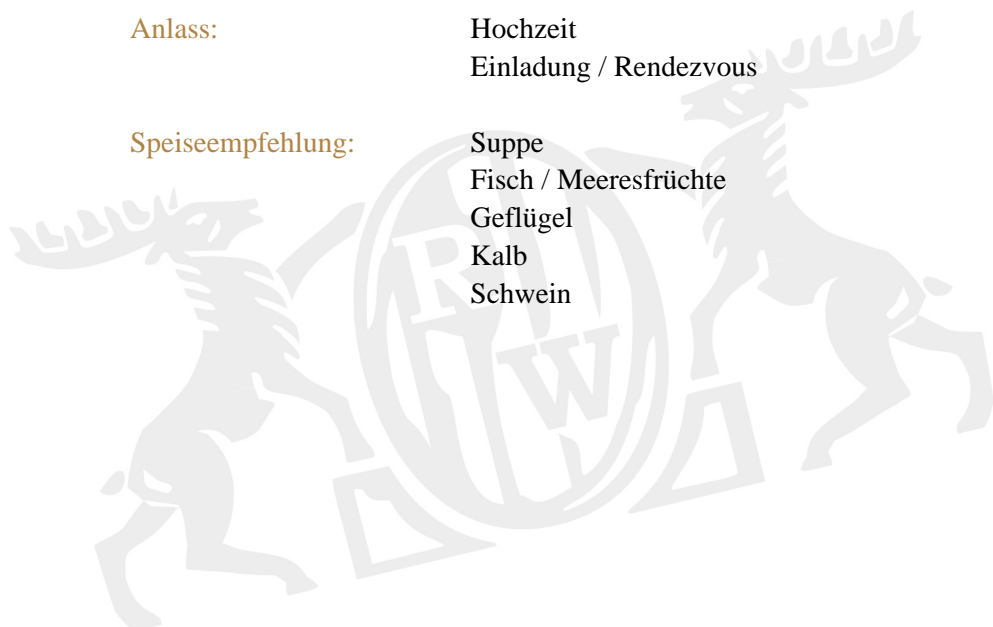 Anlass: Hochzeit
Einladung / Rendezvous
Speiseempfehlung: Suppe
Fisch / Meeresfrüchte
Geflügel
Kalb
Schwein
R
W